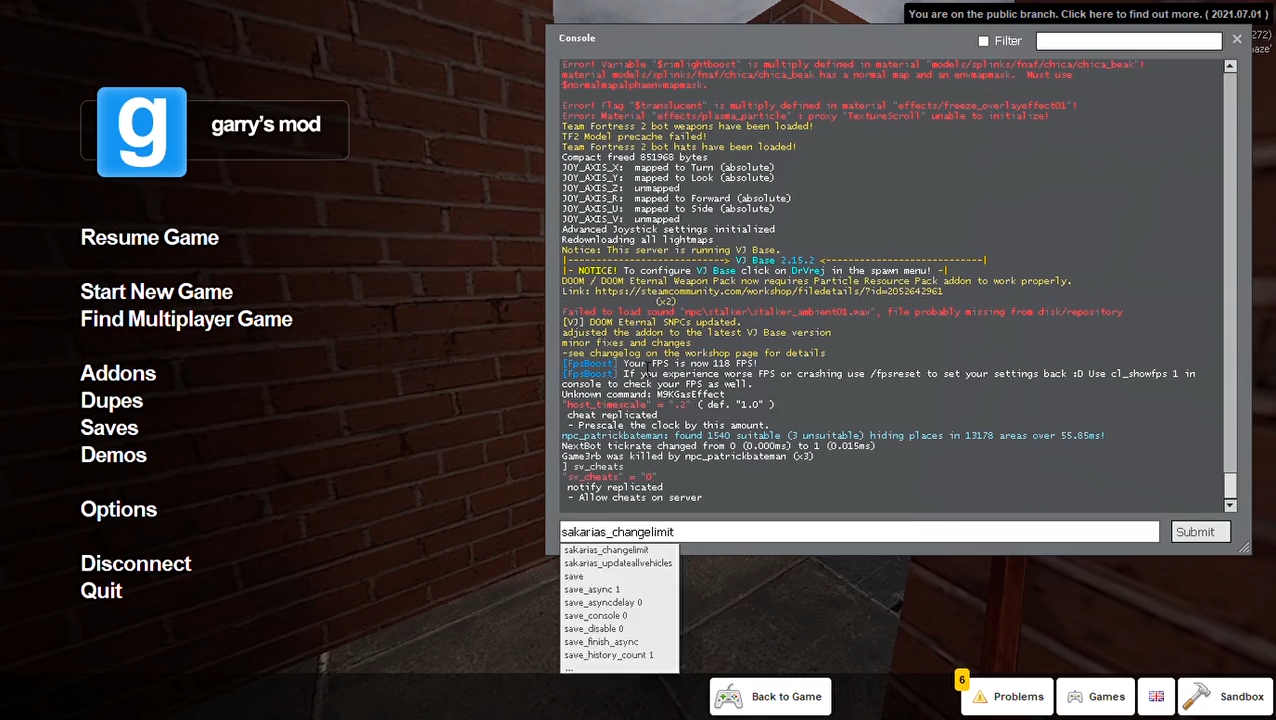 You are on the public branch. Click here to find out more. ( 2021.07.01 )
272)
aze'
garry's mod
g
Resume Game
Start New Game
Find Multiplayer Game
Addons
Dupes
Saves
Demos
Options
Disconnect
Quit
Console
Filter
Error! Variable "$rimlightboost" is multiply defined in material "models/splinks/fnaf/chica/chica_beak"!
material models/splinks/fnaf/chica/chica_beak has a normal map and an envmapmask.  Must use
$normalmapalphaenvmapmask.
Error! Flag "$translucent" is multiply defined in material "effects/freeze_overlayeffect01"!
Error: Material "effects/plasma_particle" : proxy "TextureScroll" unable to initialize!
Team Fortress 2 bot weapons have been loaded!
TF2 Model precache failed!
Team Fortress 2 bot hats have been loaded!
Compact freed 851968 bytes
JOY_AXIS_X:  mapped to Turn (absolute)
JOY_AXIS_Y:  mapped to Look (absolute)
JOY_AXIS_Z:  unmapped
JOY_AXIS_R:  mapped to Forward (absolute)
JOY_AXIS_U:  mapped to Side (absolute)
JOY_AXIS_V:  unmapped
Advanced Joystick settings initialized
Redownloading all lightmaps
Notice: This server is running VJ Base.
|--------------------------> VJ Base 2.15.2 <--------------------------|
|- NOTICE! To configure VJ Base click on DrVrej in the spawn menu! -|
DOOM / DOOM Eternal Weapon Pack now requires Particle Resource Pack addon to work properly.
Link: https://steamcommunity.com/workshop/filedetails/?id=2052642961
(x2)
Failed to load sound "npc\stalker\stalker_ambient01.wav", file probably missing from disk/repository
[VJ] DOOM Eternal SNPCs updated.
adjusted the addon to the latest VJ Base version
minor fixes and changes
-see changelog on the workshop page for details
[FpsBoost] Your FPS is now 118 FPS!
[FpsBoost] If you experience worse FPS or crashing use /fpsreset to set your settings back :D Use cl_showfps 1 in
console to check your FPS as well.
Unknown command: M9KGasEffect
"host_timescale" = ".2" ( def. "1.0" )
cheat replicated
- Prescale the clock by this amount.
npc_patrickbateman: found 1540 suitable (3 unsuitable) hiding places in 13178 areas over 55.85ms!
NextBot tickrate changed from 0 (0.000ms) to 1 (0.015ms)
Game3rb was killed by npc_patrickbateman (x3)
] sv_cheats
"sv_cheats" = "0"
notify replicated
- Allow cheats on server
sakarias_changelimit
Submit
sakarias_changelimit
sakarias_updateallvehicles
save
save_async 1
save_asyncdelay 0
save_console 0
save_disable 0
save_finish_async
save_history_count 1
...
Back to Game
6
Problems
Games
Sandbox